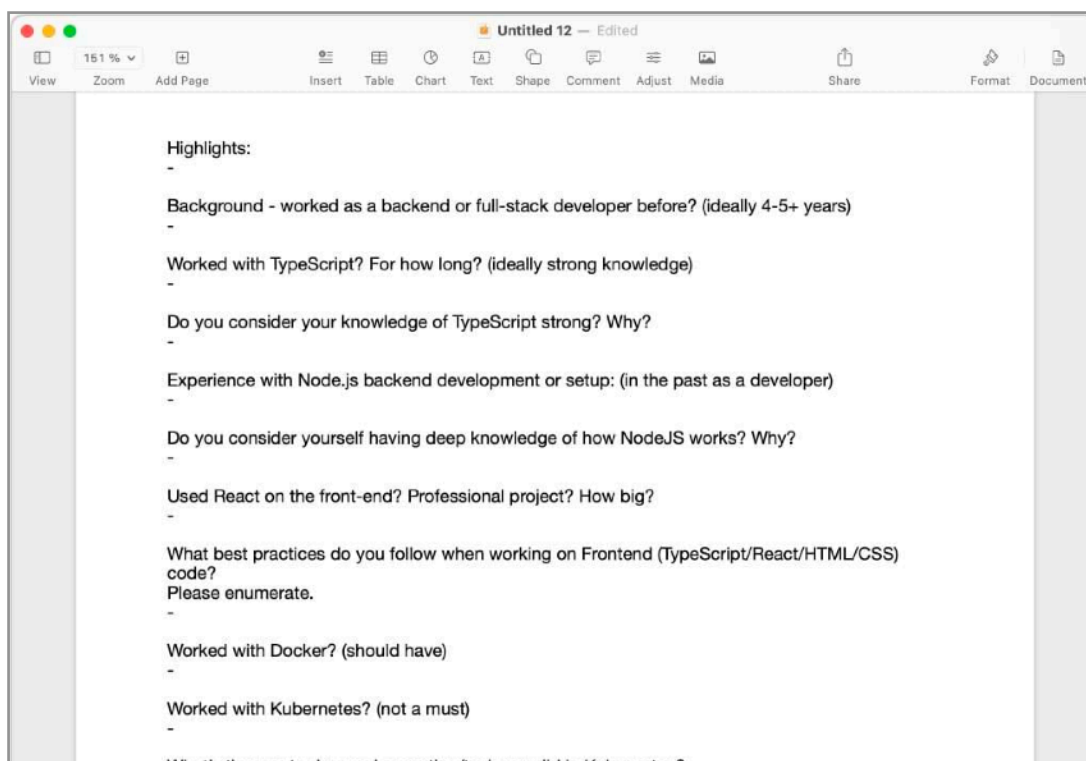 Untitled 12 — Edited
151 %
View Zoom Add Page Insert Table Chart Text Shape Comment Adjust Media Share Format Document
Highlights:
-
Background - worked as a backend or full-stack developer before? (ideally 4-5+ years)
-
Worked with TypeScript? For how long? (ideally strong knowledge)
-
Do you consider your knowledge of TypeScript strong? Why?
-
Experience with Node.js backend development or setup: (in the past as a developer)
-
Do you consider yourself having deep knowledge of how NodeJS works? Why?
-
Used React on the front-end? Professional project? How big?
-
What best practices do you follow when working on Frontend (TypeScript/React/HTML/CSS)
code?
Please enumerate.
-
Worked with Docker? (should have)
-
Worked with Kubernetes? (not a must)
-